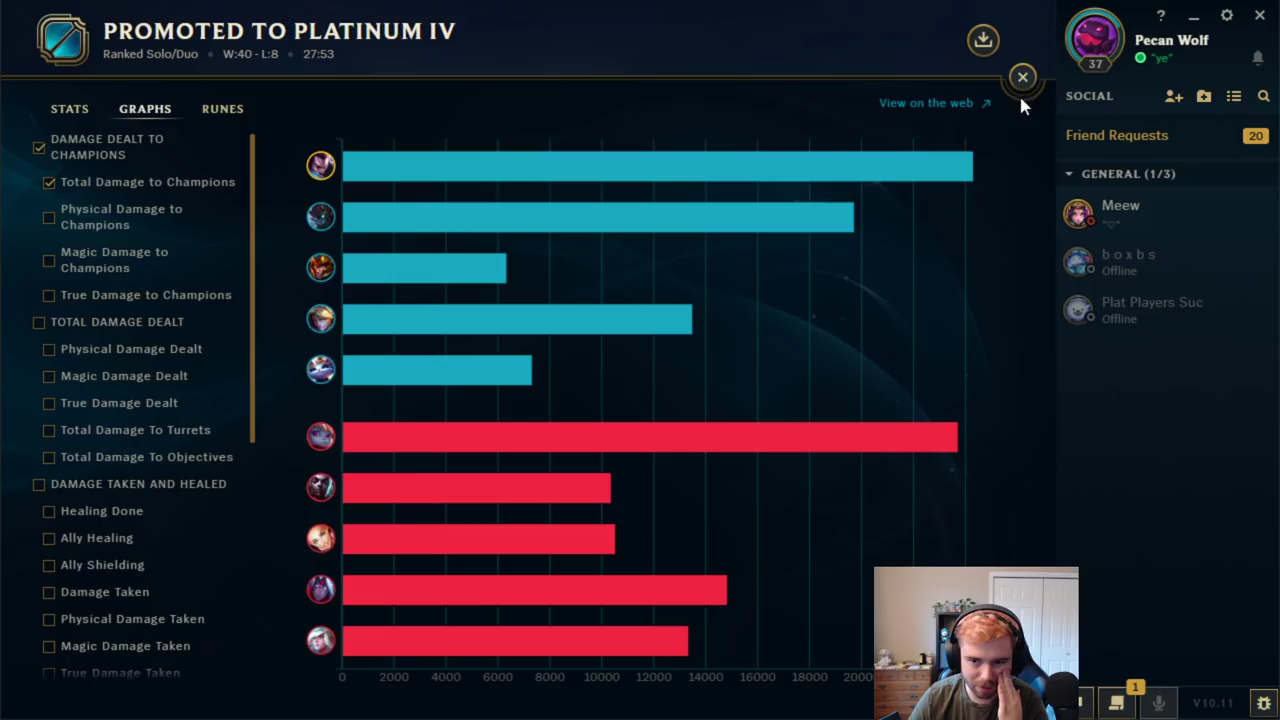 PROMOTED TO PLATINUM IV
Ranked Solo/Duo • W:40 - L:8 • 27:53
STATS GRAPHS RUNES
View on the web
DAMAGE DEALT TO
CHAMPIONS
Total Damage to Champions
Physical Damage to
Champions
Magic Damage to
Champions
True Damage to Champions
TOTAL DAMAGE DEALT
Physical Damage Dealt
Magic Damage Dealt
True Damage Dealt
Total Damage To Turrets
Total Damage To Objectives
DAMAGE TAKEN AND HEALED
Healing Done
Ally Healing
Ally Shielding
Damage Taken
Physical Damage Taken
Magic Damage Taken
True Damage Taken
0 2000 4000 6000 8000 10000 12000 14000 16000 18000
?
Pecan Wolf
37
"ye"
SOCIAL
Friend Requests 20
GENERAL (1/3)
Meew
b o x b s
Offline
Plat Players Suc
Offline
1
V10.11